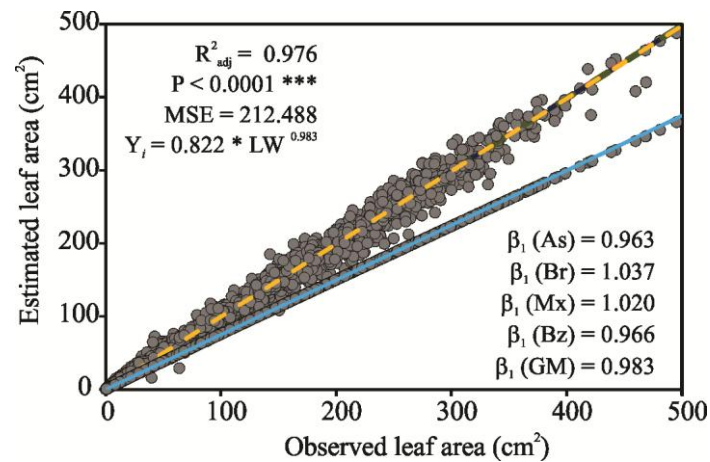 500
400
300
200
100
0
Estimated leaf area (cm²)
R²adj = 0.976
P < 0.0001 ***
MSE = 212.488
Yi = 0.822 * LW 0.983
β₁ (As) = 0.963
β₁ (Br) = 1.037
β₁ (Mx) = 1.020
β₁ (Bz) = 0.966
β₁ (GM) = 0.983
0 100 200 300 400 500
Observed leaf area (cm²)